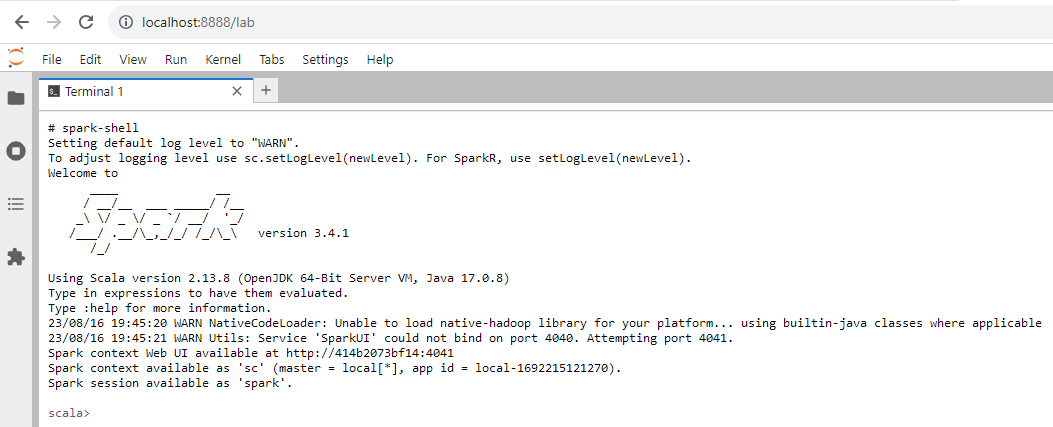 localhost:8888/lab
File Edit View Run Kernel Tabs Settings Help
Terminal 1
# spark-shell
Setting default log level to "WARN".
To adjust logging level use sc.setLogLevel(newLevel). For SparkR, use setLogLevel(newLevel).
Welcome to
      ____              __
     / __/__  ___ _____/ /__
    _\ \/ _ \/ _ `/ __/  '_/
   /___/ .__/\_,_/_/ /_/\_\   version 3.4.1
      /_/
Using Scala version 2.13.8 (OpenJDK 64-Bit Server VM, Java 17.0.8)
Type in expressions to have them evaluated.
Type :help for more information.
23/08/16 19:45:20 WARN NativeCodeLoader: Unable to load native-hadoop library for your platform... using builtin-java classes where applicable
23/08/16 19:45:21 WARN Utils: Service 'SparkUI' could not bind on port 4040. Attempting port 4041.
Spark context Web UI available at http://414b2073bf14:4041
Spark context available as 'sc' (master = local[*], app id = local-1692215121270).
Spark session available as 'spark'.
scala>